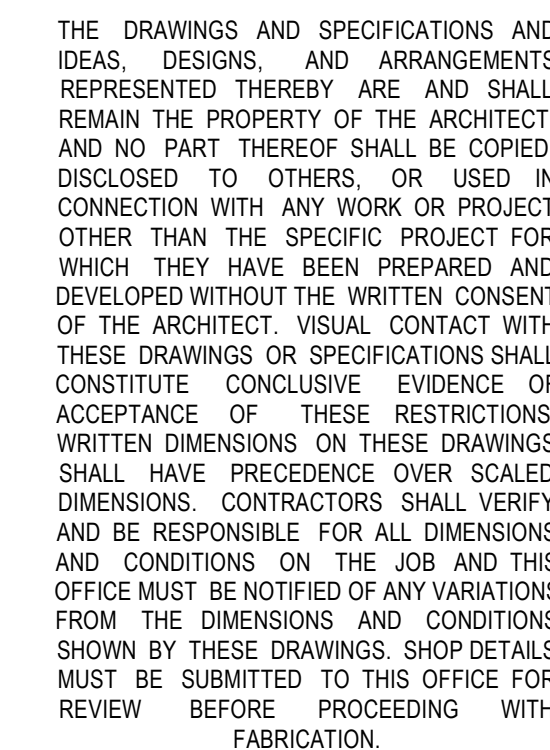 THE DRAWINGS AND SPECIFICATIONS AND
IDEAS, DESIGNS, AND ARRANGEMENTS
REPRESENTED THEREBY ARE AND SHALL
REMAIN THE PROPERTY OF THE ARCHITECT
AND NO PART THEREOF SHALL BE COPIED
DISCLOSED TO OTHERS, OR USED IN
CONNECTION WITH ANY WORK OR PROJECT
OTHER THAN THE SPECIFIC PROJECT FOR
WHICH THEY HAVE BEEN PREPARED AND
DEVELOPED WITHOUT THE WRITTEN CONSENT
OF THE ARCHITECT. VISUAL CONTACT WITH
THESE DRAWINGS OR SPECIFICATIONS SHALL
CONSTITUTE CONCLUSIVE EVIDENCE OF
ACCEPTANCE OF THESE RESTRICTIONS
WRITTEN DIMENSIONS ON THESE DRAWINGS
SHALL HAVE PRECEDENCE OVER SCALED
DIMENSIONS. CONTRACTORS SHALL VERIFY
AND BE RESPONSIBLE FOR ALL DIMENSIONS
AND CONDITIONS ON THE JOB AND THIS
OFFICE MUST BE NOTIFIED OF ANY VARIATIONS
FROM THE DIMENSIONS AND CONDITIONS
SHOWN BY THESE DRAWINGS. SHOP DETAILS
MUST BE SUBMITTED TO THIS OFFICE FOR
REVIEW BEFORE PROCEEDING WITH
FABRICATION.